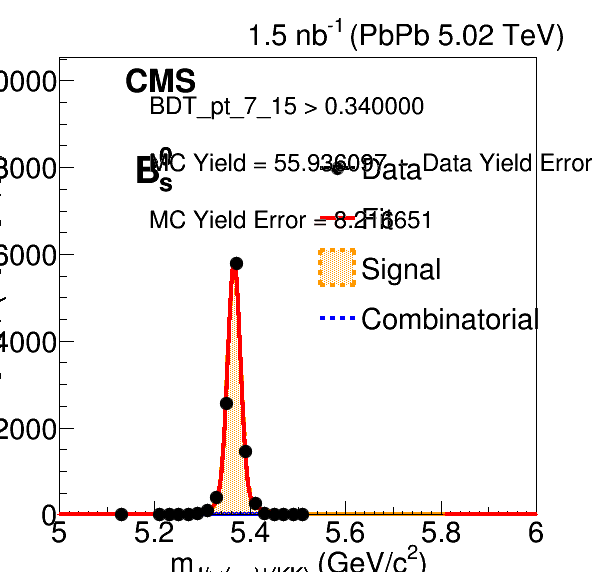 1.5 nb-1 (PbPb 5.02 TeV)
CMS
BDT_pt_7_15 > 0.340000
B0s
MC Yield = 55.936097 Data Yield Error
Data
MC Yield Error =
Fit
Signal
Combinatorial
8000
6000
4000
2000
0
5 5.2 5.4 5.6 5.8 6
m (GeV/c2)